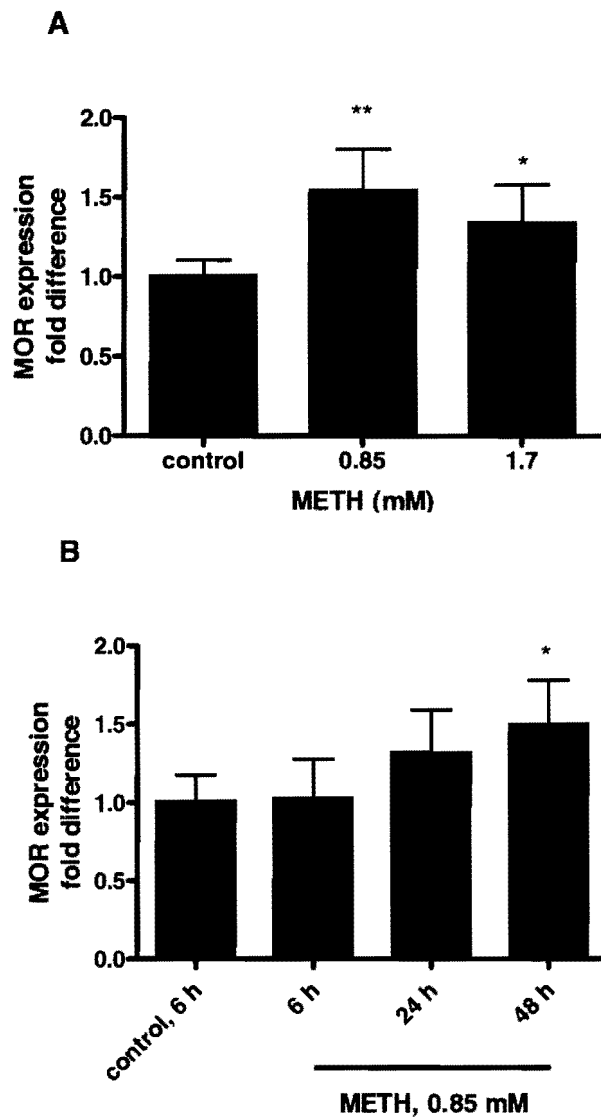 A
MOR expression
fold difference
2.0
1.5
1.0
0.5
0.0
**
*
control
0.85
1.7
METH (mM)
B
MOR expression
fold difference
2.0
1.5
1.0
0.5
0.0
*
control, 6 h
6 h
24 h
48 h
METH, 0.85 mM